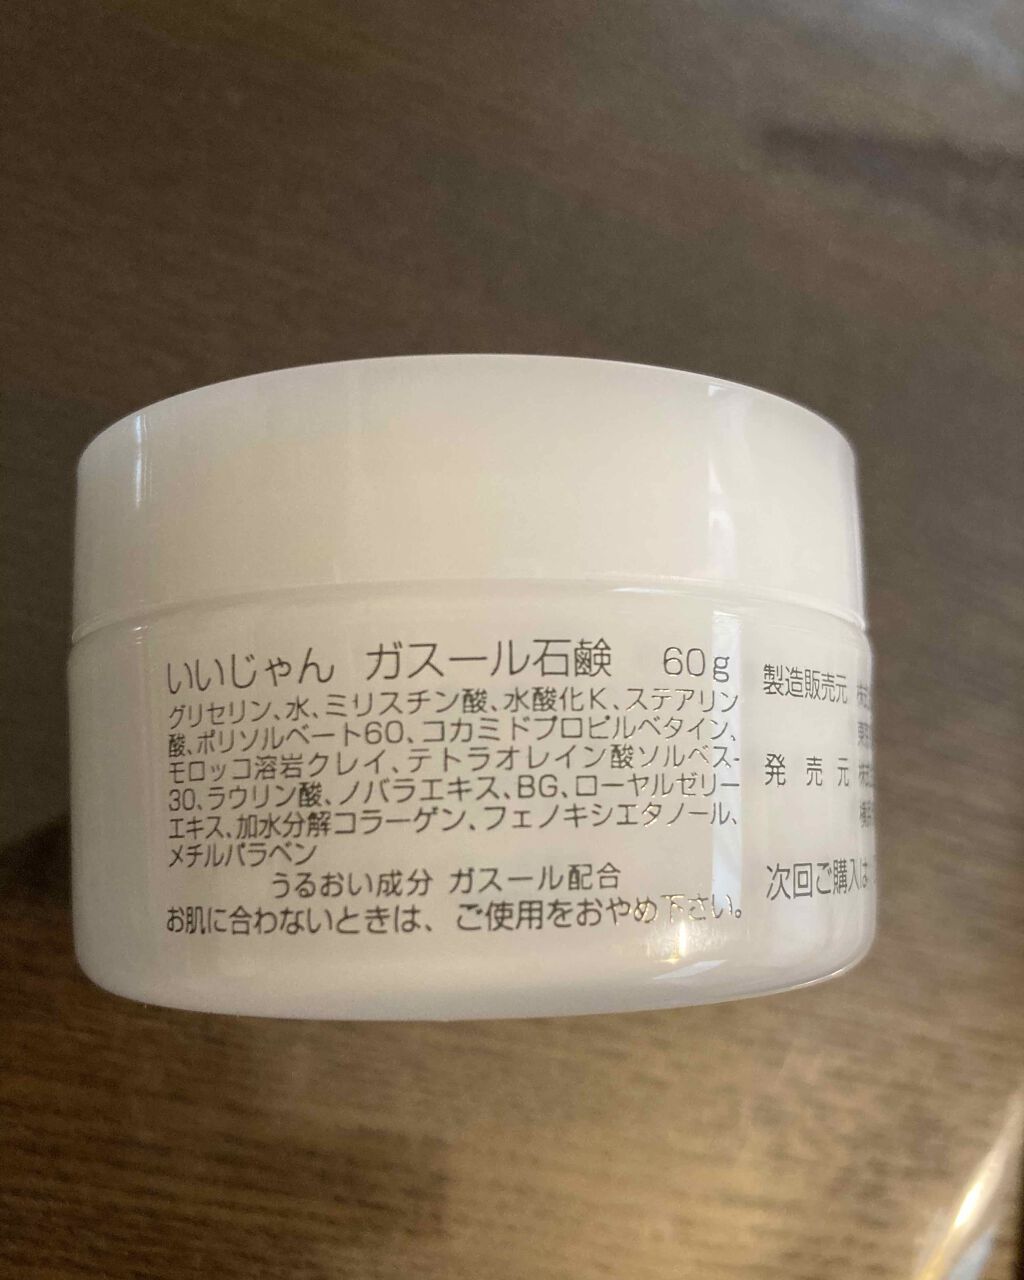 いいじゃん ガスール石鹸 60g
グリセリン、水、ミリスチン酸、水酸化K、ステアリン
酸、ポリソルベート60、コカミドプロピルベタイン、
モロッコ溶岩クレイ、テトラオレイン酸ソルベス-
30、ラウリン酸、ノバラエキス、BG、ローヤルゼリー
エキス、加水分解コラーゲン、フェノキシエタノール、
メチルパラベン
うるおい成分 ガスール配合
お肌に合わないときは、ご使用をおやめ下さい。
製造販売元
発売元
次回ご購入は